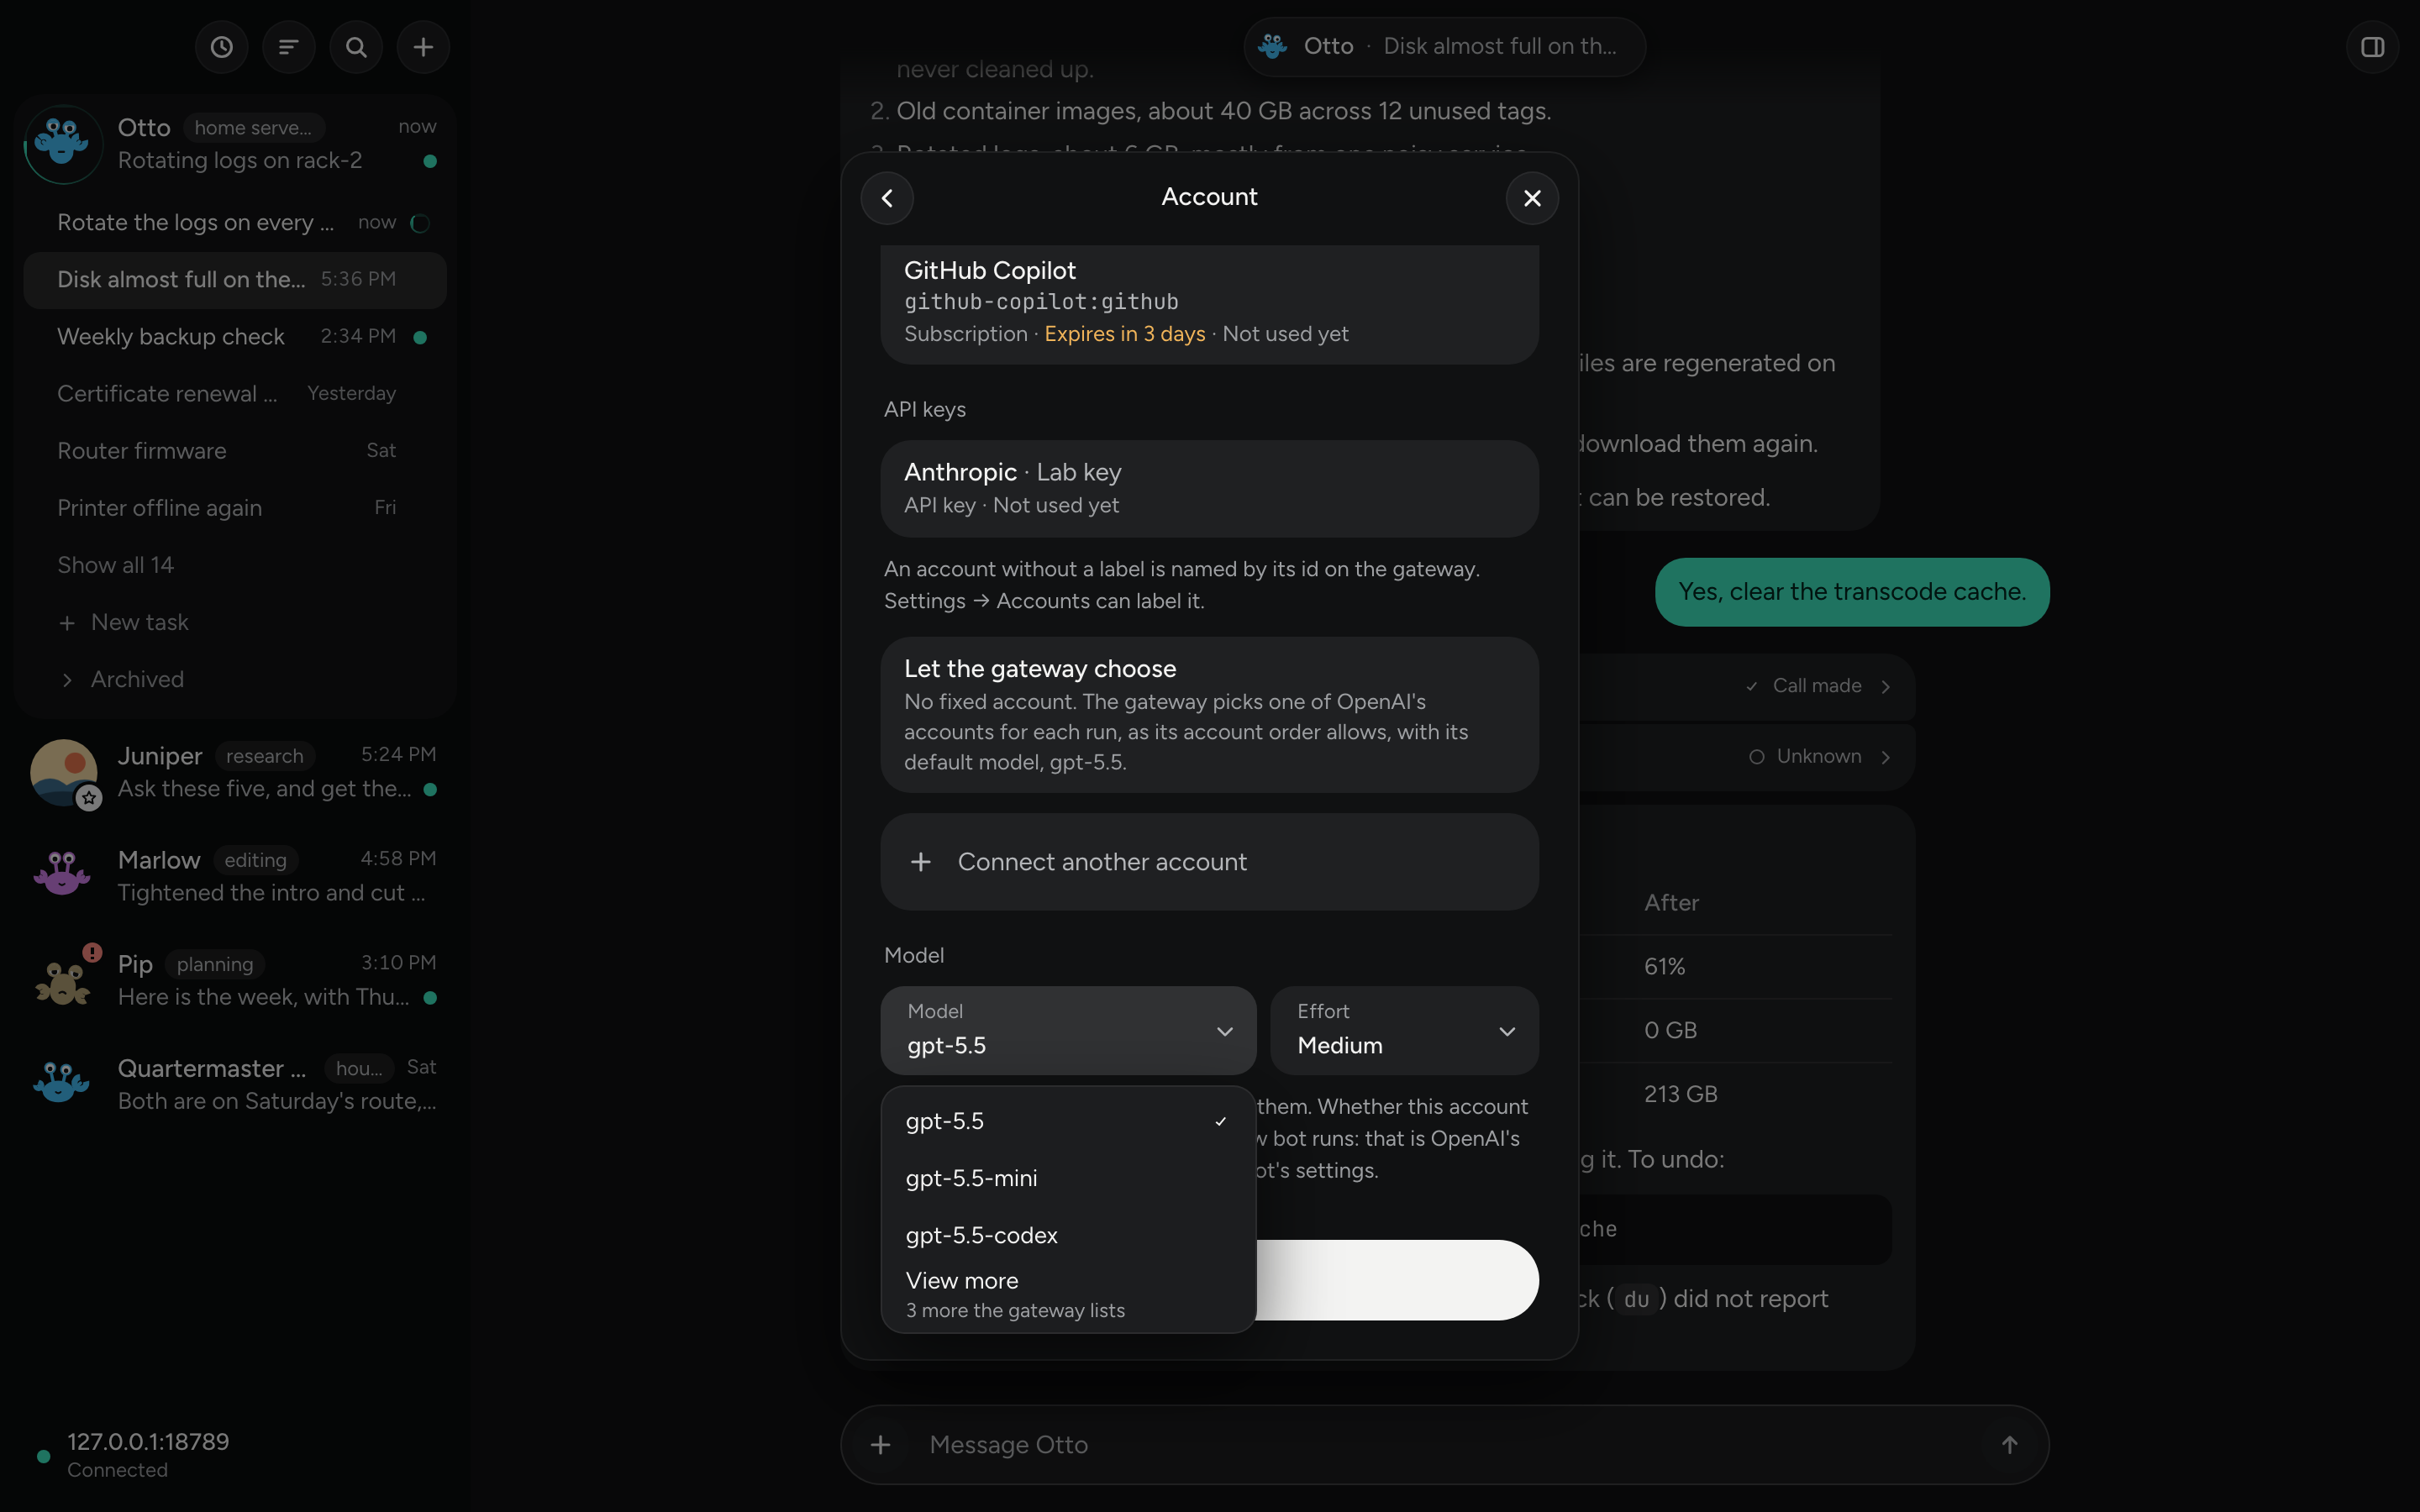 Otto
home serve...
now
Rotating logs on rack-2
Rotate the logs on every ...
now
Disk almost full on the...
5:36 PM
Weekly backup check
2:34 PM
Certificate renewal ...
Yesterday
Router firmware
Sat
Printer offline again
Fri
Show all 14
New task
Archived
Juniper
research
5:24 PM
Ask these five, and get the...
Marlow
editing
4:58 PM
Tightened the intro and cut ...
Pip
planning
3:10 PM
Here is the week, with Thu...
Quartermaster ...
hou...
Sat
Both are on Saturday's route,...
127.0.0.1:18789
Connected
Otto · Disk almost full on th...
never cleaned up.
2. Old container images, about 40 GB across 12 unused tags.
Account
GitHub Copilot
github-copilot:github
Subscription · Expires in 3 days · Not used yet
API keys
Anthropic · Lab key
API key · Not used yet
An account without a label is named by its id on the gateway.
Settings → Accounts can label it.
Let the gateway choose
No fixed account. The gateway picks one of OpenAI's
accounts for each run, as its account order allows, with its
default model, gpt-5.5.
Connect another account
Model
Model
gpt-5.5
Effort
Medium
gpt-5.5
gpt-5.5-mini
gpt-5.5-codex
View more
3 more the gateway lists
them. Whether this account
bot runs: that is OpenAI's
settings.
are regenerated on
download them again.
can be restored.
Yes, clear the transcode cache.
Call made
Unknown
After
61%
0 GB
213 GB
it. To undo:
(du) did not report
Message Otto